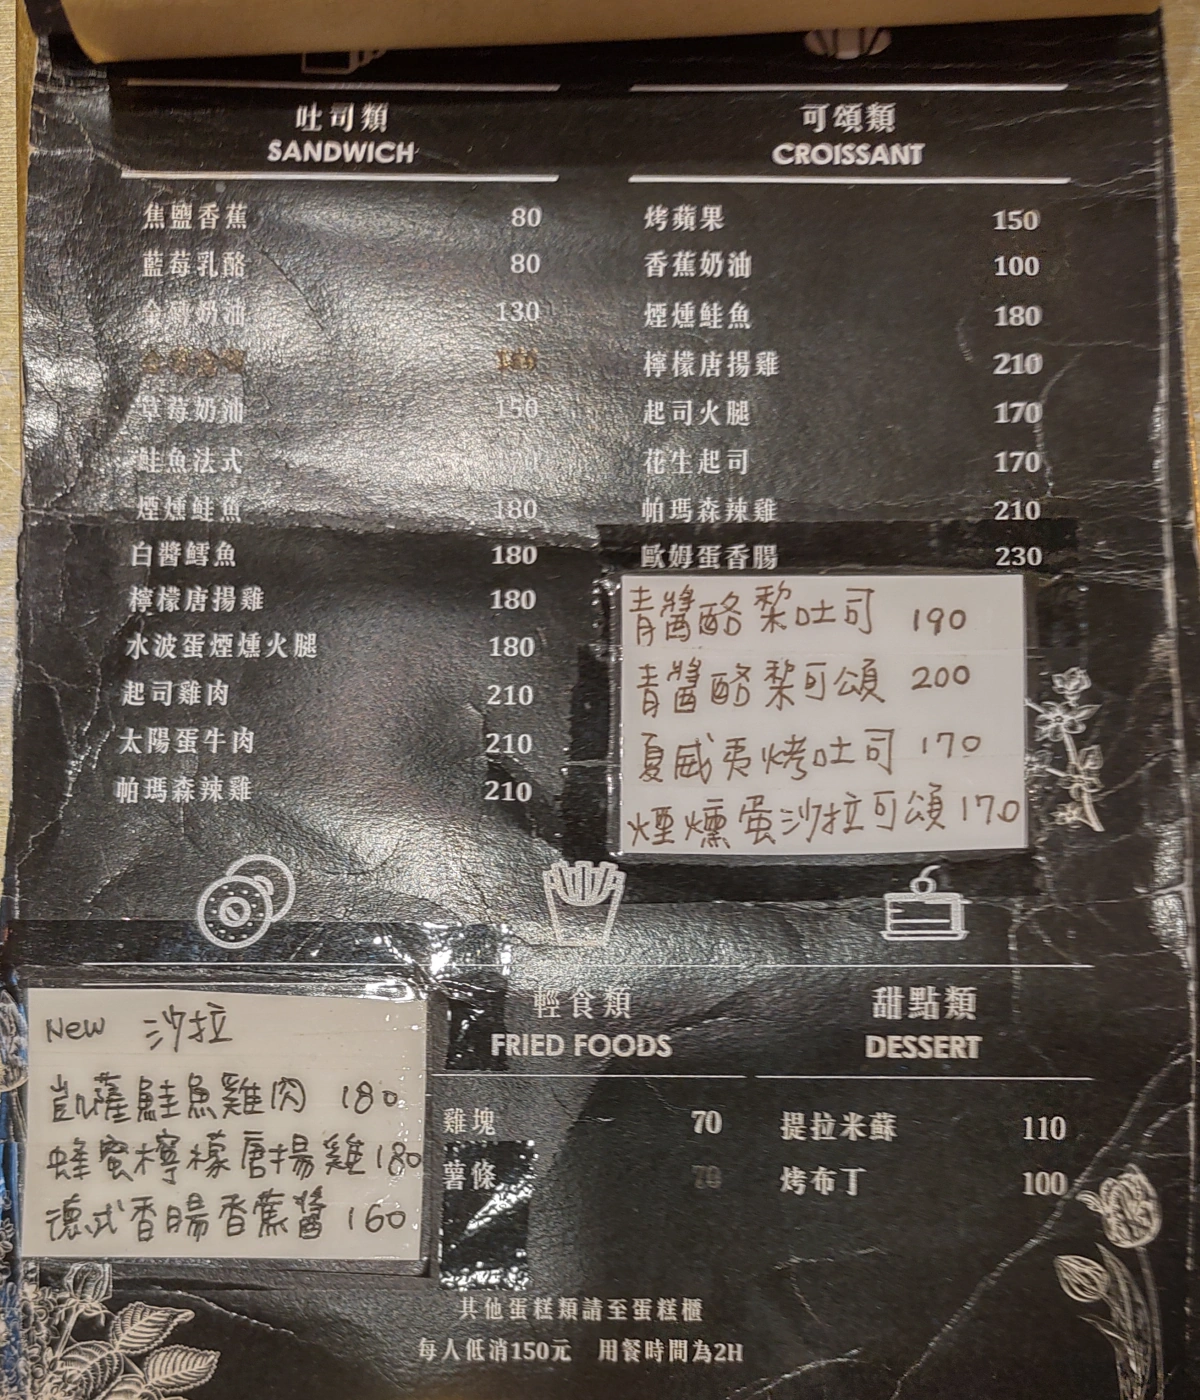 吐司類
SANDWICH
焦鹽香蕉 80
藍莓乳酪 80
奶油 130
草莓奶油 130
鮭魚法式
煙燻鮭魚 180
白醬鱈魚 180
檸檬唐揚雞 180
水波蛋煙燻火腿 180
起司雞肉 210
太陽蛋牛肉 210
帕瑪森辣雞 210
可頌類
CROISSANT
烤蘋果 150
香蕉奶油 100
煙燻鮭魚 180
檸檬唐揚雞 210
起司火腿 170
花生起司 170
帕瑪森辣雞 210
歐姆蛋香腸 230
青醬酪梨吐司 190
青醬酪梨可頌 200
夏威夷烤吐司 170
煙燻蛋沙拉可頌 170
New 沙拉
凱薩鮭魚雞肉 180
蜂蜜檸檬唐揚雞 180
德式香腸香蕉醬 160
輕食類
FRIED FOODS
雞塊 70
薯條 70
甜點類
DESSERT
提拉米蘇 110
烤布丁 100
其他蛋糕類請至蛋糕櫃
每人低消150元 用餐時間為2H